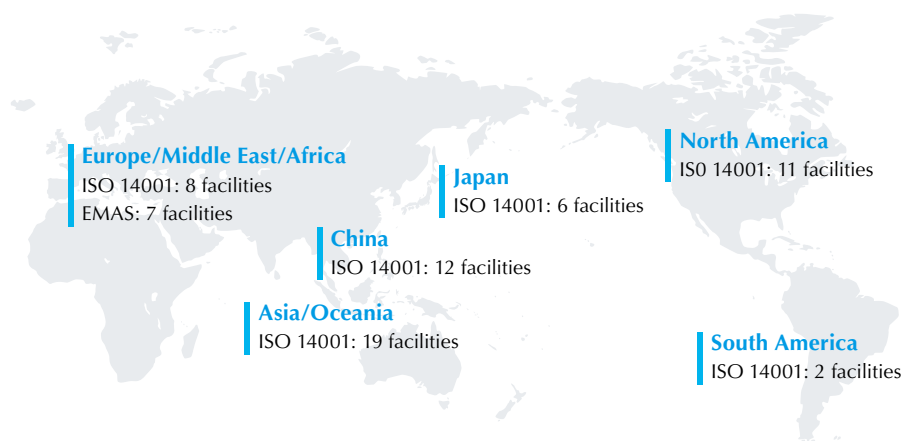 Europe/Middle East/Africa
ISO 14001: 8 facilities
EMAS: 7 facilities
Japan
ISO 14001: 6 facilities
North America
IS0 14001: 11 facilities
China
ISO 14001: 12 facilities
Asia/Oceania
ISO 14001: 19 facilities
South America
ISO 14001: 2 facilities